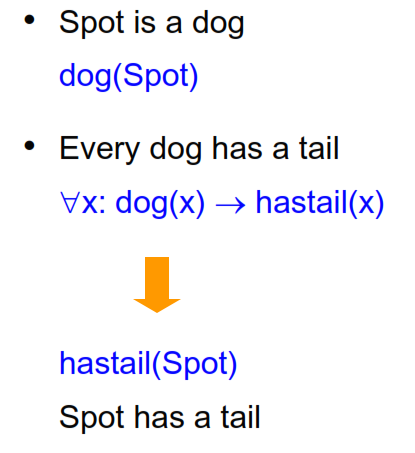 • Spot is a dog
dog(Spot)
• Every dog has a tail
∀x: dog(x) → hastail(x)
hastail(Spot)
Spot has a tail